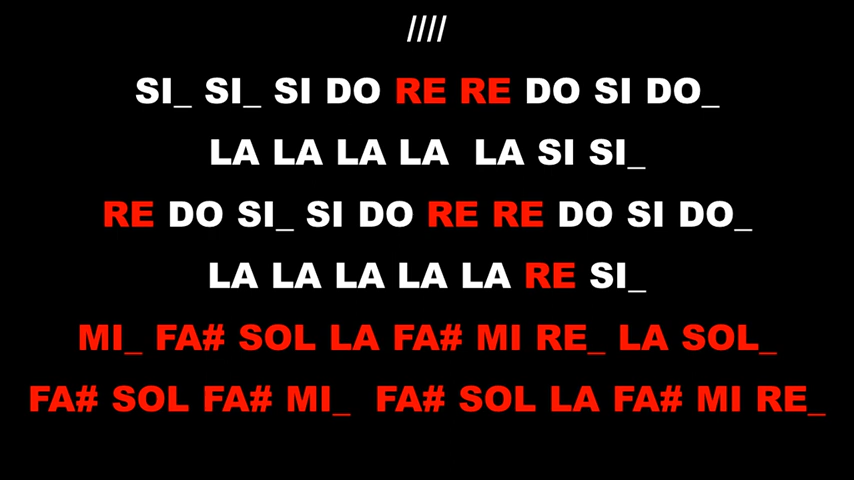 ////
SI_ SI_ SI DO RE RE DO SI DO_
LA LA LA LA LA SI SI_
RE DO SI_ SI DO RE RE DO SI DO_
LA LA LA LA LA RE SI_
MI_ FA# SOL LA FA# MI RE_ LA SOL_
FA# SOL FA# MI_ FA# SOL LA FA# MI RE_